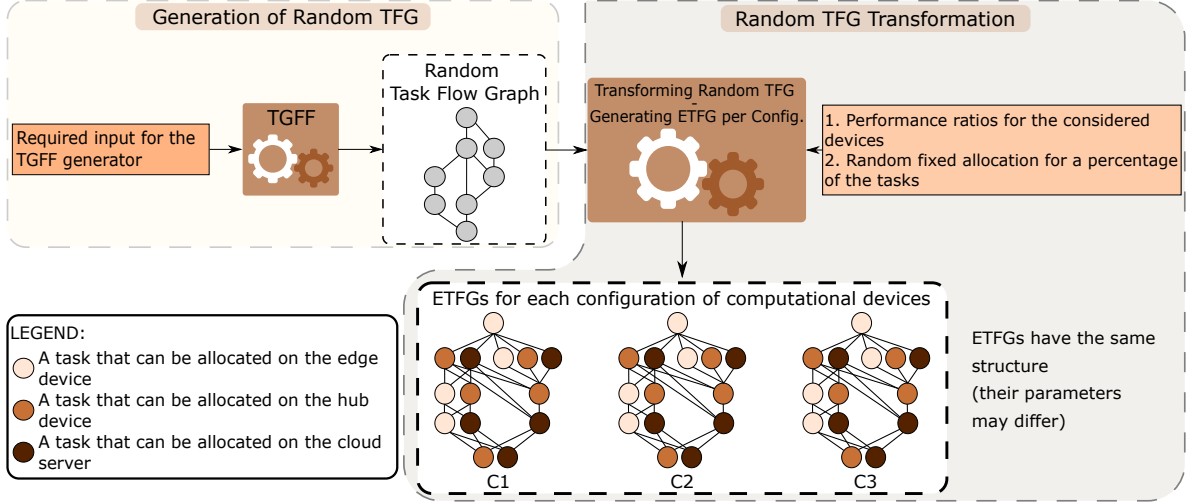 Generation of Random TFG
Random TFG Transformation
Required input for the
TGFF generator
TGFF
Random
Task Flow Graph
Transforming Random TFG
-
Generating ETFG per Config.
1. Performance ratios for the considered
devices
2. Random fixed allocation for a percentage
of the tasks
ETFGs for each configuration of computational devices
C1
C2
C3
ETFGs have the same
structure
(their parameters
may differ)
LEGEND:
A task that can be allocated on the edge
device
A task that can be allocated on the hub
device
A task that can be allocated on the cloud
server